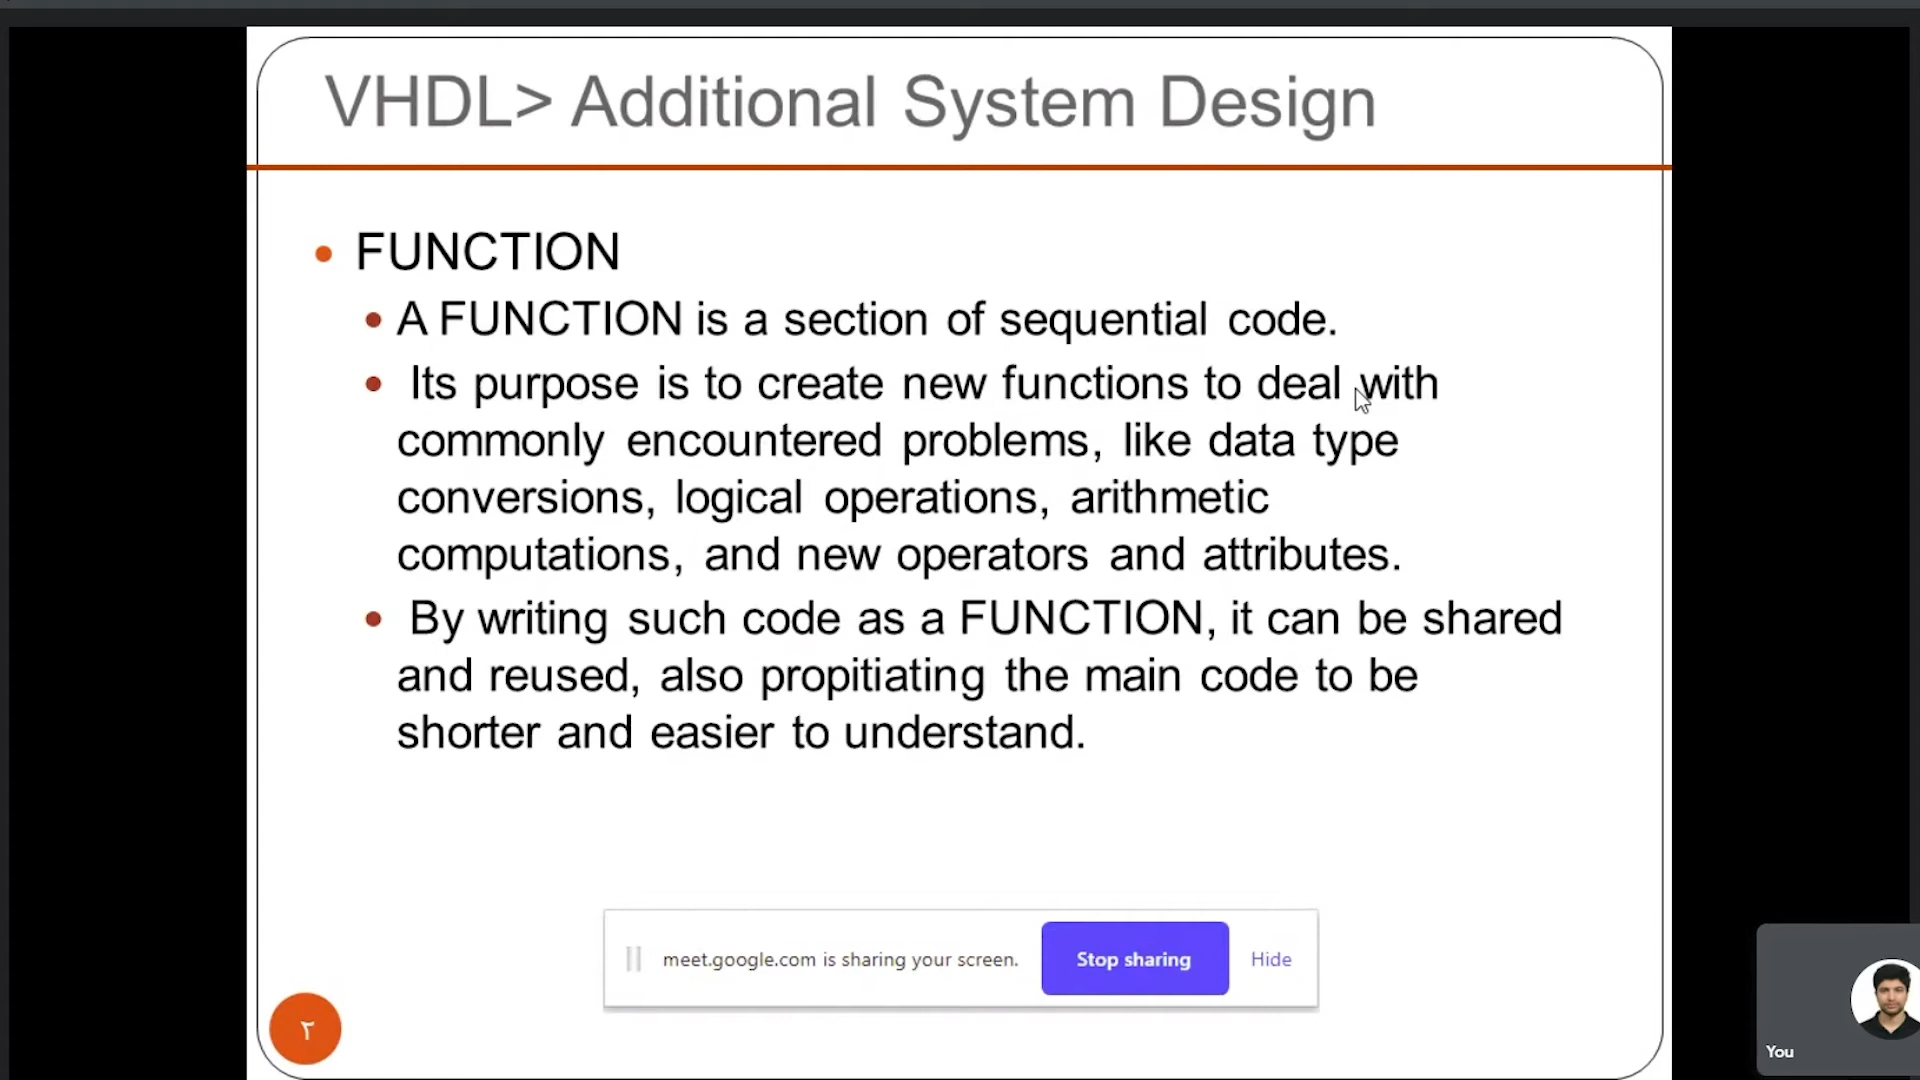 VHDL> Additional System Design
FUNCTION
A FUNCTION is a section of sequential code.
Its purpose is to create new functions to deal with
commonly encountered problems, like data type
conversions, logical operations, arithmetic
computations, and new operators and attributes.
By writing such code as a FUNCTION, it can be shared
and reused, also propitiating the main code to be
shorter and easier to understand.
meet.google.com is sharing your screen.
Stop sharing
Hide
٢
You